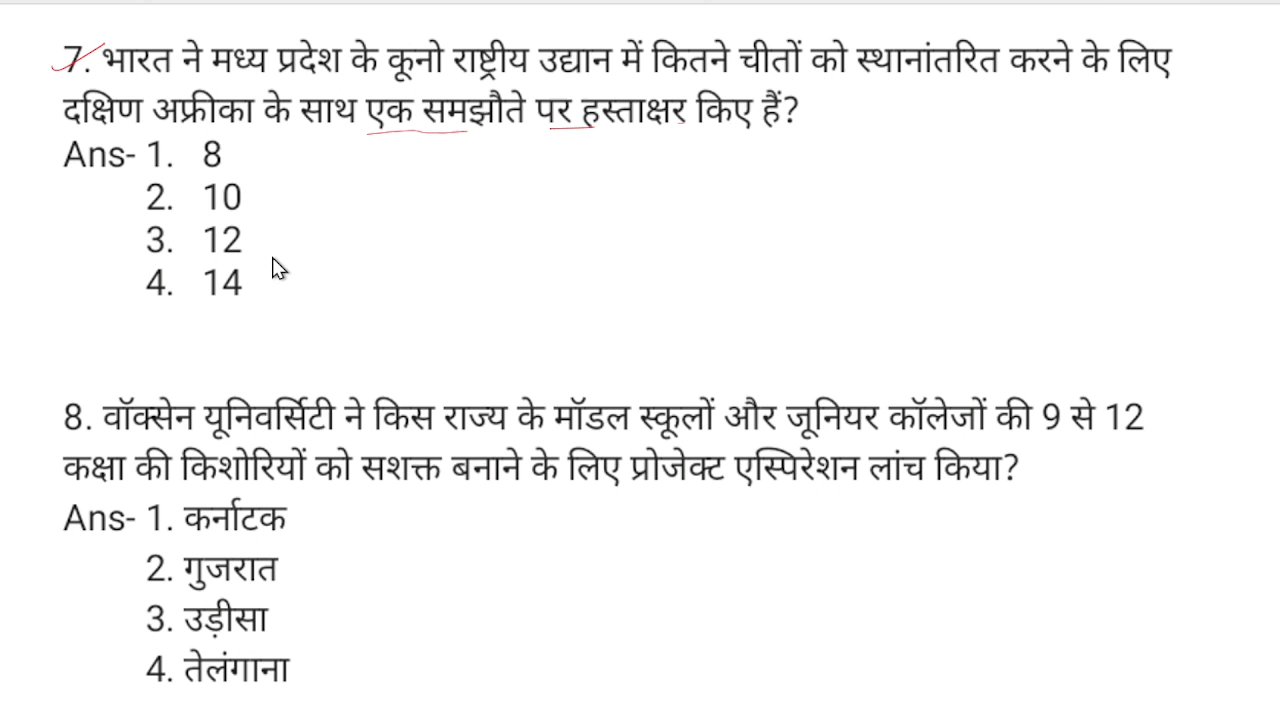 7. भारत ने मध्य प्रदेश के कूनो राष्ट्रीय उद्यान में कितने चीतों को स्थानांतरित करने के लिए
दक्षिण अफ्रीका के साथ एक समझौते पर हस्ताक्षर किए हैं?
Ans- 1. 8
2. 10
3. 12
4. 14
8. वॉक्सेन यूनिवर्सिटी ने किस राज्य के मॉडल स्कूलों और जूनियर कॉलेजों की 9 से 12
कक्षा की किशोरियों को सशक्त बनाने के लिए प्रोजेक्ट एस्पिरेशन लांच किया?
Ans- 1. कर्नाटक
2. गुजरात
3. उड़ीसा
4. तेलंगाना